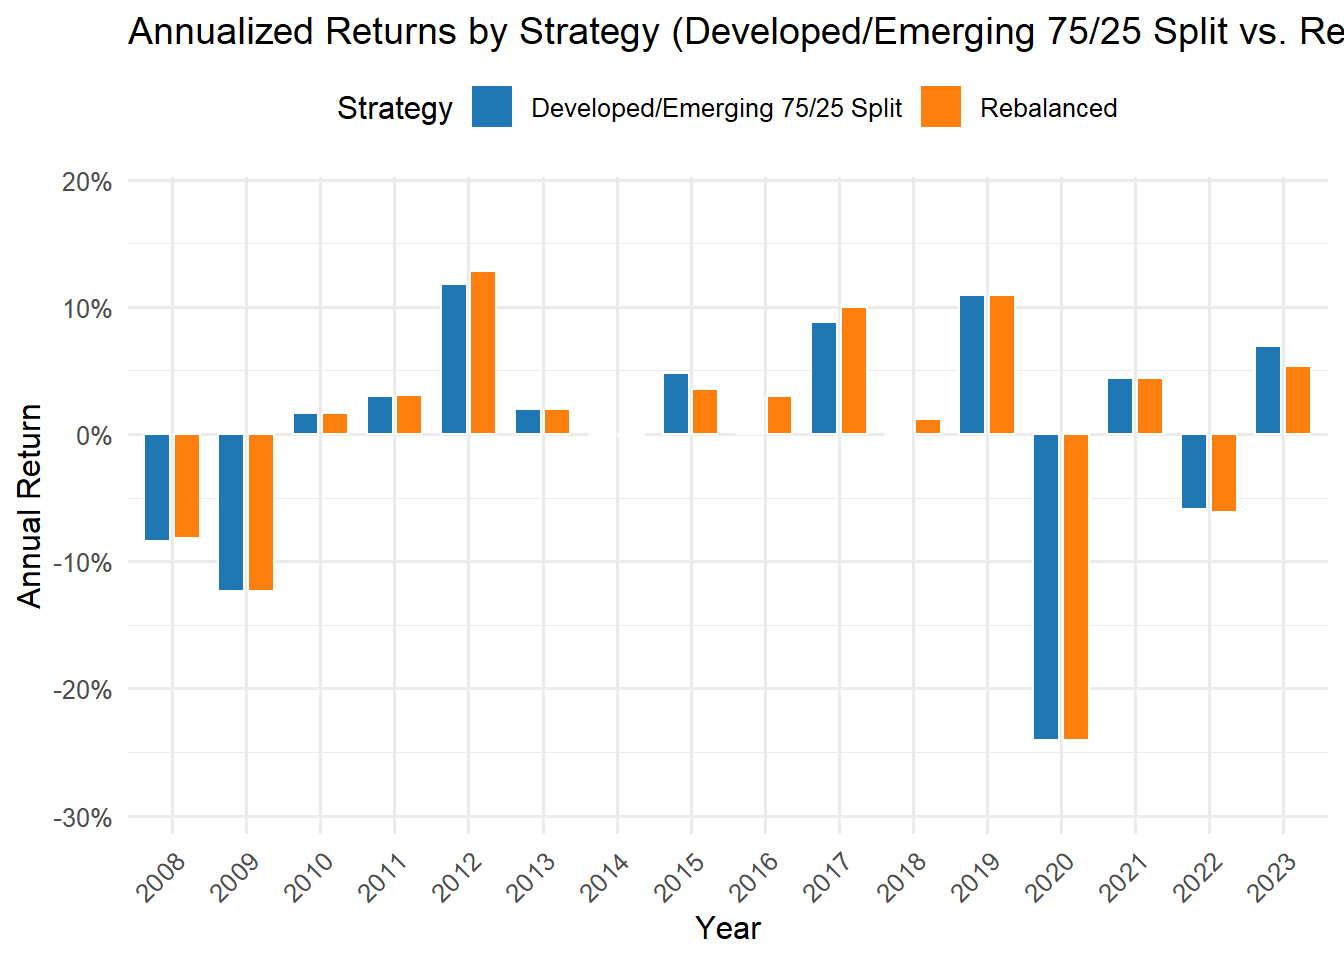 Annualized Returns by Strategy (Developed/Emerging 75/25 Split vs. Re
Strategy Developed/Emerging 75/25 Split Rebalanced
20%
10%
0%
-10%
-20%
-30%
Annual Return
2008 2009 2010 2011 2012 2013 2014 2015 2016 2017 2018 2019 2020 2021 2022 2023
Year